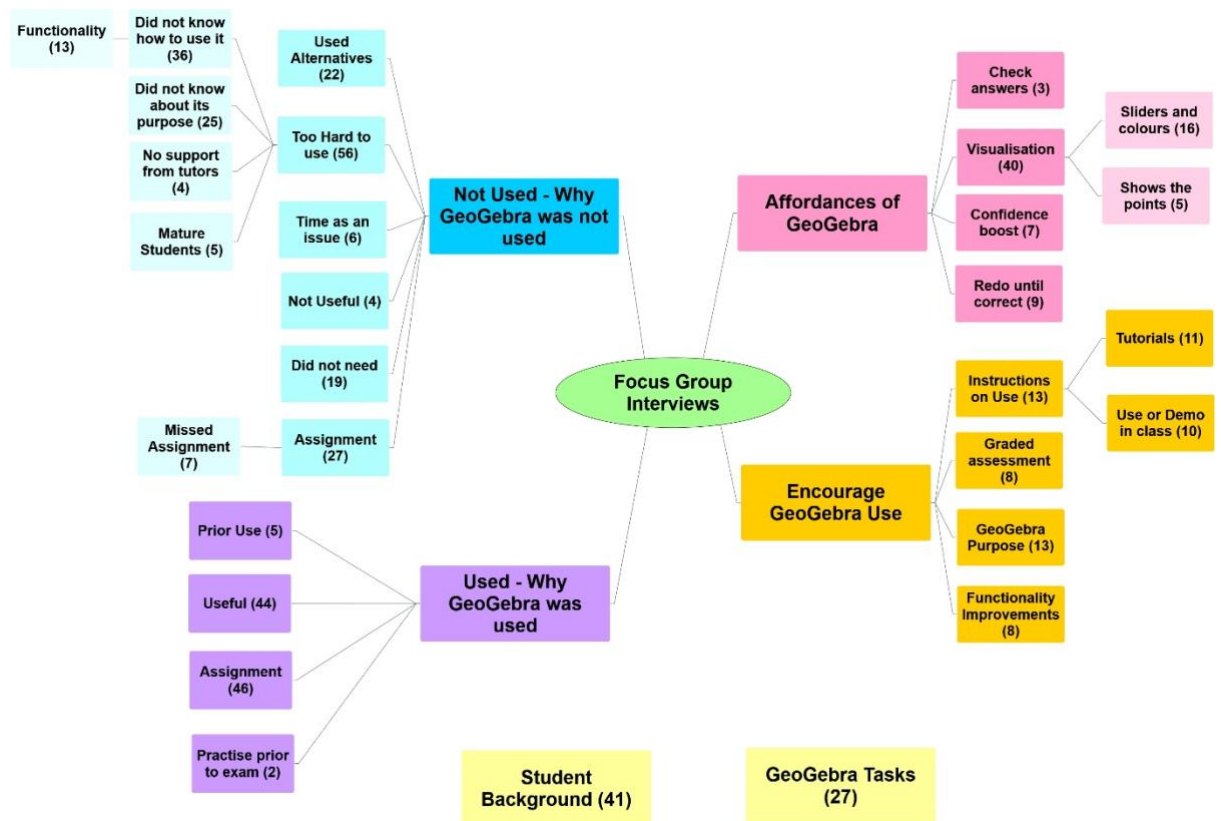 Functionality
(13)
Did not know
how to use it
(36)
Did not know
about its
purpose (25)
No support
from tutors
(4)
Mature
Students (5)
Used
Alternatives
(22)
Too Hard to
use (56)
Time as an
issue (6)
Not Useful (4)
Did not need
(19)
Missed
Assignment
(7)
Assignment
(27)
Not Used - Why
GeoGebra was not
used
Affordances of
GeoGebra
Check
answers (3)
Visualisation
(40)
Confidence
boost (7)
Redo until
correct (9)
Sliders and
colours (16)
Shows the
points (5)
Focus Group
Interviews
Encourage
GeoGebra Use
Instructions
on Use (13)
Graded
assessment
(8)
GeoGebra
Purpose (13)
Functionality
Improvements
(8)
Tutorials (11)
Use or Demo
in class (10)
Prior Use (5)
Useful (44)
Assignment
(46)
Practise prior
to exam (2)
Used - Why
GeoGebra was
used
Student
Background (41)
GeoGebra Tasks
(27)